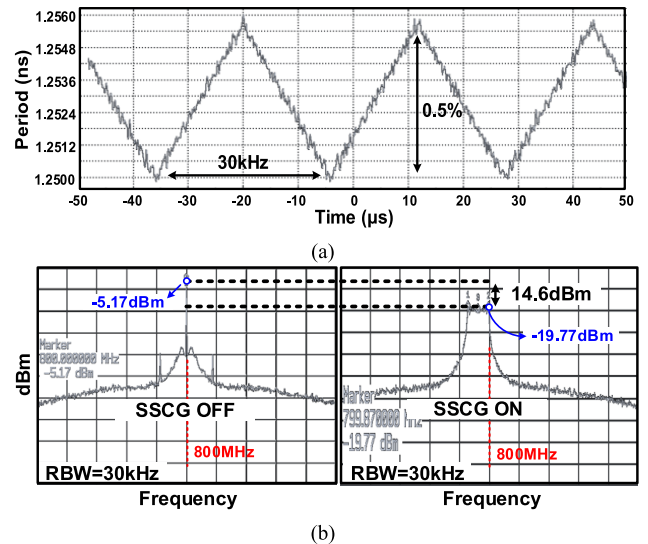 1.2560
1.2548
1.2536
1.2524
1.2512
1.2500
Period (ns)
30kHz
0.5%
-50 -40 -30 -20 -10 0 10 20 30 40 50
Time (µs)
(a)
-5.17dBm
Marker
800.000000 MHz
-5.17 dBm
SSCG OFF
800MHz
RBW=30kHz
dBm
Frequency
14.6dBm
-19.77dBm
Marker
-19.77 dBm
SSCG ON
800MHz
RBW=30kHz
Frequency
(b)